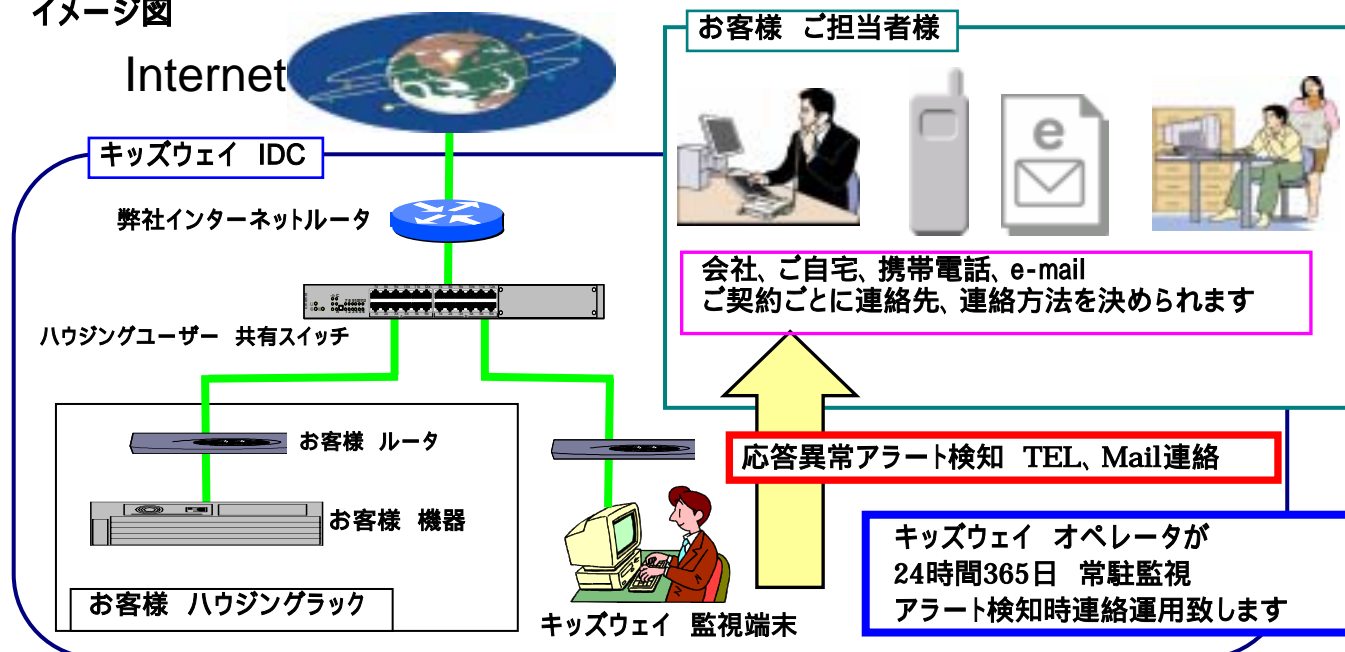 イメージ図
Internet
お客様 ご担当者様
キッズウェイ IDC
弊社インターネットルータ
e
会社、ご自宅、携帯電話、e-mail
ご契約ごとに連絡先、連絡方法を決められます
ハウジングユーザー 共有スイッチ
お客様 ルータ
応答異常アラート検知 TEL、Mail連絡
お客様 機器
キッズウェイ オペレータが
24時間365日 常駐監視
アラート検知時連絡運用致します
お客様 ハウジングラック
キッズウェイ 監視端末